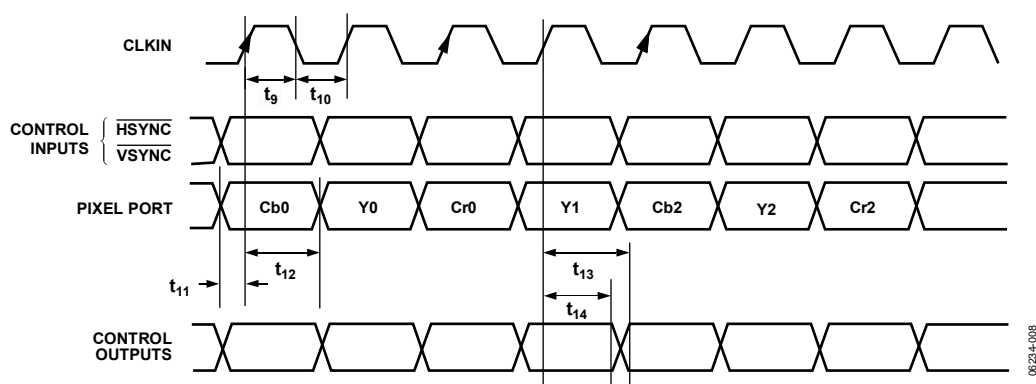 CLKIN
t9
t10
CONTROL
INPUTS
HSYNC
VSYNC
PIXEL PORT
Cb0
Y0
Cr0
Y1
Cb2
Y2
Cr2
t12
t13
t11
t14
CONTROL
OUTPUTS
06234-008